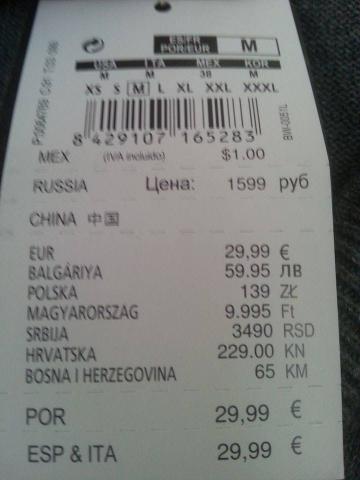 ES/FR
POR/EUR
M
USA ITA MEX KOR
M M 38 M
XS S M L XL XXL XXXL
8 429107 165283
MEX (IVA incluido) $1.00
RUSSIA Цена: 1599 руб
CHINA 中国
EUR 29,99 €
BALGÁRIYA 59.95 ЛВ
POLSKA 139 ZŁ
MAGYARORSZAG 9.995 Ft
SRBIJA 3490 RSD
HRVATSKA 229.00 KN
BOSNA I HERZEGOVINA 65 KM
POR 29,99 €
ESP & ITA 29,99 €